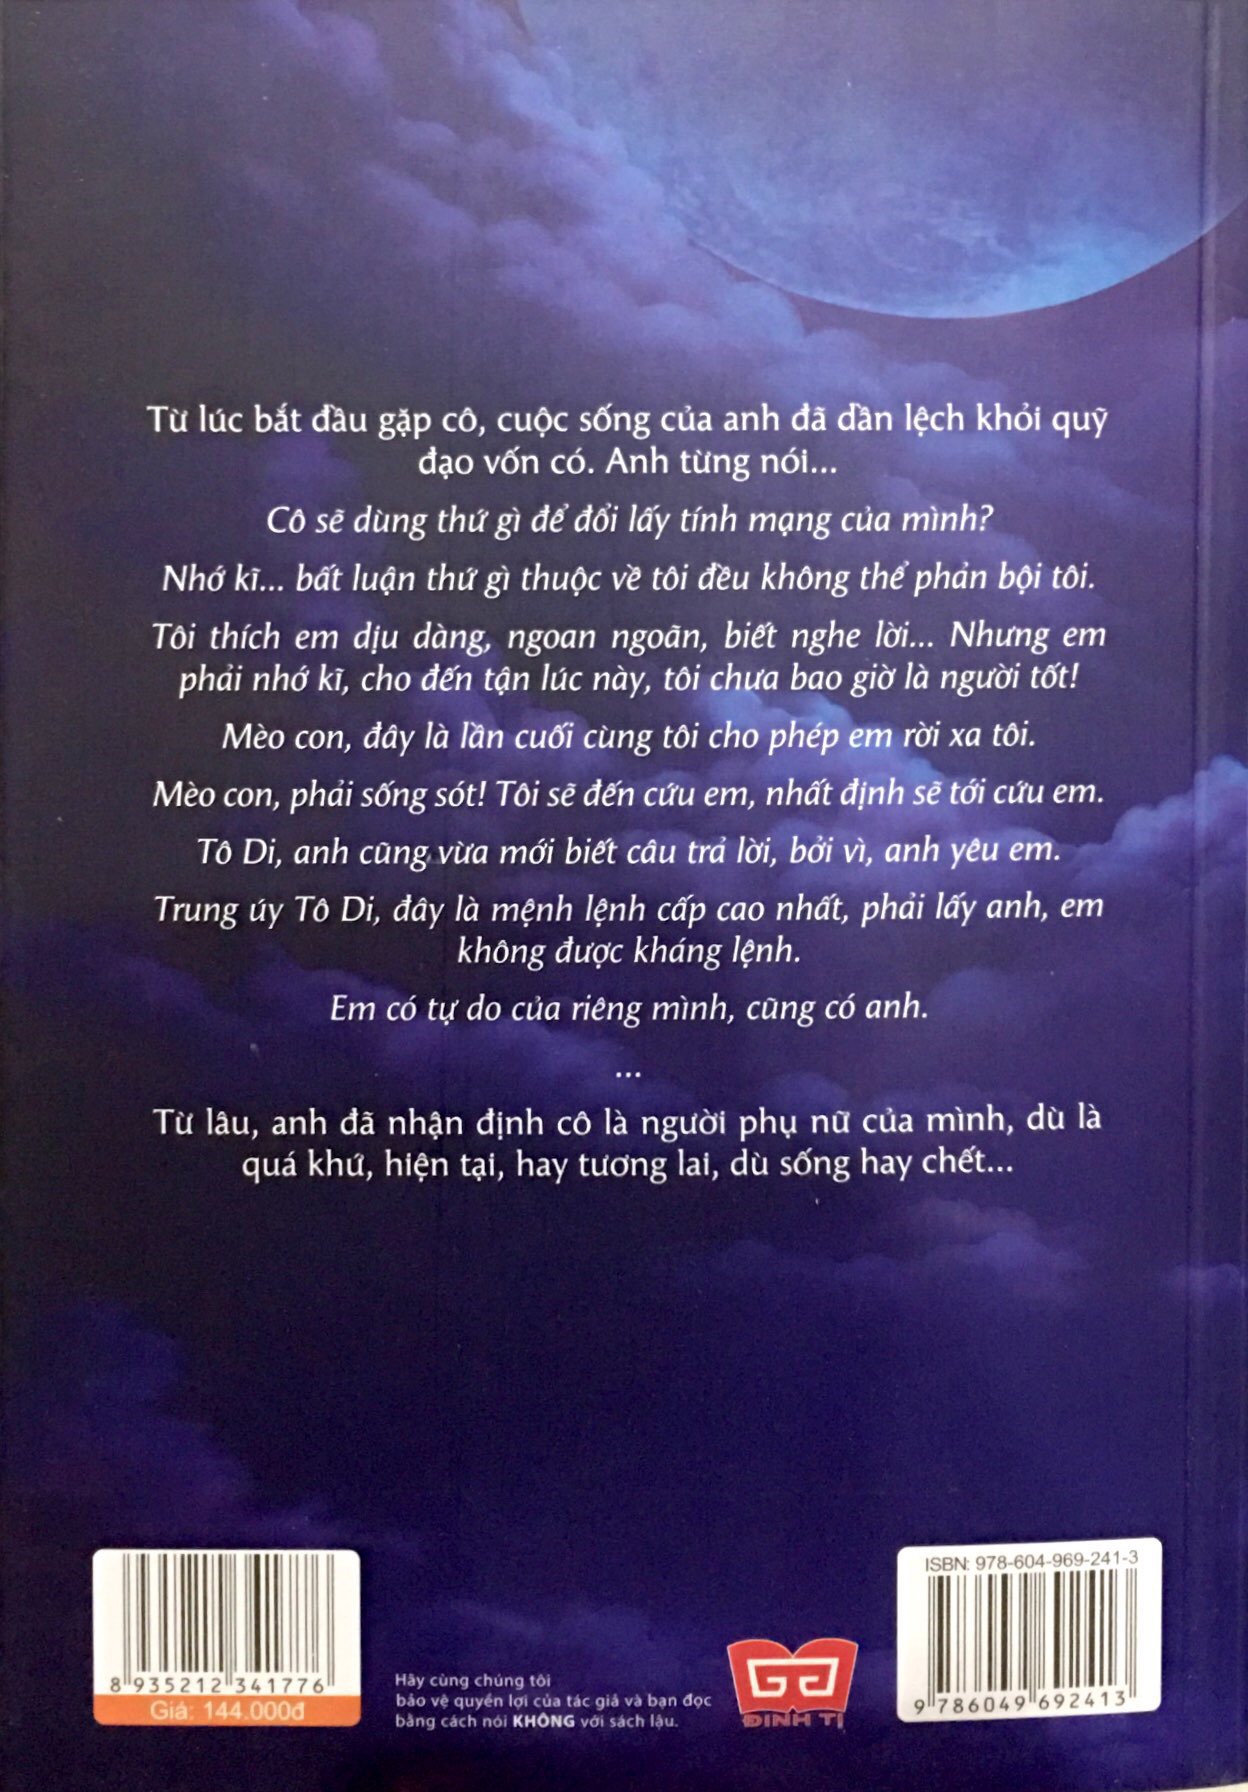 Từ lúc bắt đầu gặp cô, cuộc sống của anh đã dần lệch khỏi quỹ
đạo vốn có. Anh từng nói...
Cô sẽ dùng thứ gì để đổi lấy tính mạng của mình?
Nhớ kĩ... bất luận thứ gì thuộc về tôi đều không thể phản bội tôi.
Tôi thích em dịu dàng, ngoan ngoãn, biết nghe lời... Nhưng em
phải nhớ kĩ, cho đến tận lúc này, tôi chưa bao giờ là người tốt!
Mèo con, đây là lần cuối cùng tôi cho phép em rời xa tôi.
Mèo con, phải sống sót! Tôi sẽ đến cứu em, nhất định sẽ tới cứu em.
Tô Di, anh cũng vừa mới biết câu trả lời, bởi vì, anh yêu em.
Trung úy Tô Di, đây là mệnh lệnh cấp cao nhất, phải lấy anh, em
không được kháng lệnh.
Em có tự do của riêng mình, cũng có anh.
...
Từ lâu, anh đã nhận định cô là người phụ nữ của mình, dù là
quá khứ, hiện tại, hay tương lai, dù sống hay chết...
8 935212 341776
Giá: 144.000đ
Hãy cùng chúng tôi
bảo vệ quyền lợi của tác giả và bạn đọc
bằng cách nói KHÔNG với sách lậu.
ĐINH TỊ
ISBN: 978-604-969-241-3
9 786049 692413